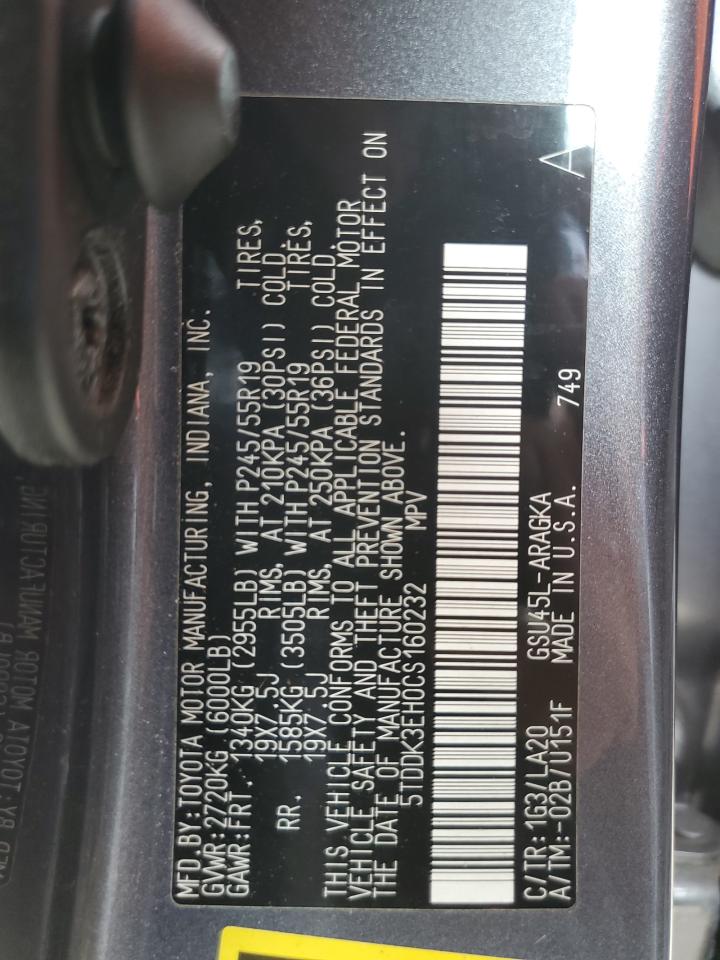 MFD.BY:TOYOTA MOTOR MANUFACTURING, INDIANA, INC.
GVWR:2720KG (6000LB)
GAWR:FRT. 1340KG (2955LB) WITH P245/55R19 TIRES,
19X7.5J RIMS, AT 210KPA (30PSI) COLD.
RR. 1585KG (3505LB) WITH P245/55R19 TIRES,
19X7.5J RIMS, AT 250KPA (36PSI) COLD.
THIS VEHICLE CONFORMS TO ALL APPLICABLE FEDERAL MOTOR
VEHICLE SAFETY AND THEFT PREVENTION STANDARDS IN EFFECT ON
THE DATE OF MANUFACTURE SHOWN ABOVE.
5TDDK3EH0CS160232 MPV
C/TR:1G3/LA20 GSU45L-ARAGKA
A/TM:-02B/U151F MADE IN U.S.A. 749 A